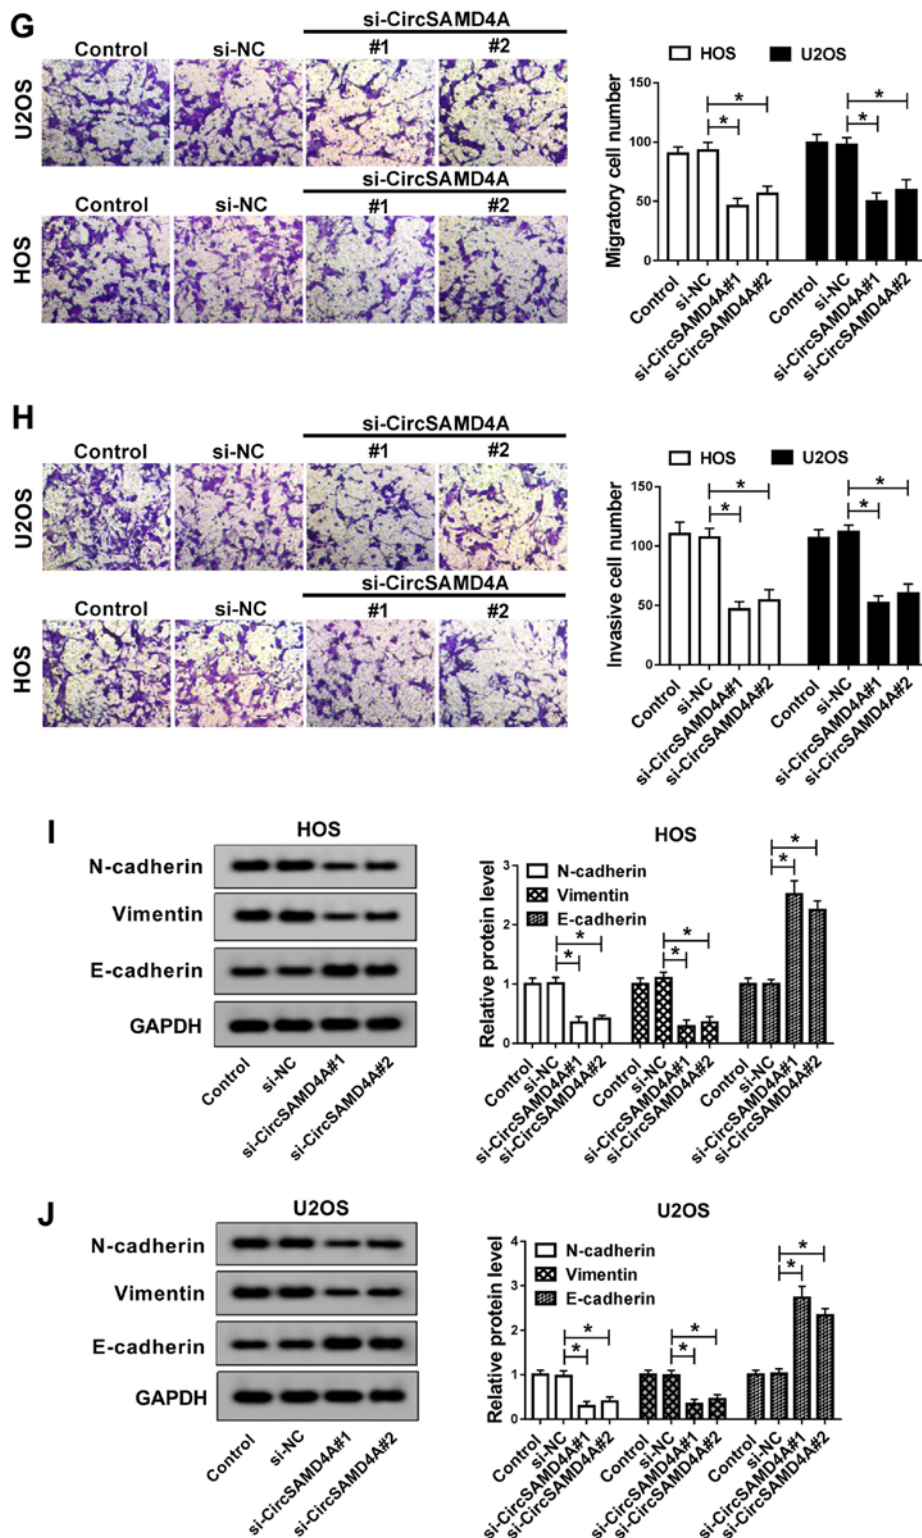 G
si-CircSAMD4A
Control si-NC #1 #2
U2OS
si-CircSAMD4A
Control si-NC #1 #2
HOS
HOS U2OS
Migratory cell number
150
100
50
0
* * * *
Control si-NC si-CircSAMD4A#1 si-CircSAMD4A#2 Control si-NC si-CircSAMD4A#1 si-CircSAMD4A#2
H
si-CircSAMD4A
Control si-NC #1 #2
U2OS
si-CircSAMD4A
Control si-NC #1 #2
HOS
HOS U2OS
Invasive cell number
150
100
50
0
* * * *
Control si-NC si-CircSAMD4A#1 si-CircSAMD4A#2 Control si-NC si-CircSAMD4A#1 si-CircSAMD4A#2
I
HOS
N-cadherin
Vimentin
E-cadherin
GAPDH
Control si-NC si-CircSAMD4A#1 si-CircSAMD4A#2
HOS
Relative protein level
3
2
1
0
N-cadherin
Vimentin
E-cadherin
* * * * * *
Control si-NC si-CircSAMD4A#1 si-CircSAMD4A#2 Control si-NC si-CircSAMD4A#1 si-CircSAMD4A#2 Control si-NC si-CircSAMD4A#1 si-CircSAMD4A#2
J
U2OS
N-cadherin
Vimentin
E-cadherin
GAPDH
Control si-NC si-CircSAMD4A#1 si-CircSAMD4A#2
U2OS
Relative protein level
4
3
2
1
0
N-cadherin
Vimentin
E-cadherin
* * * * * *
Control si-NC si-CircSAMD4A#1 si-CircSAMD4A#2 Control si-NC si-CircSAMD4A#1 si-CircSAMD4A#2 Control si-NC si-CircSAMD4A#1 si-CircSAMD4A#2